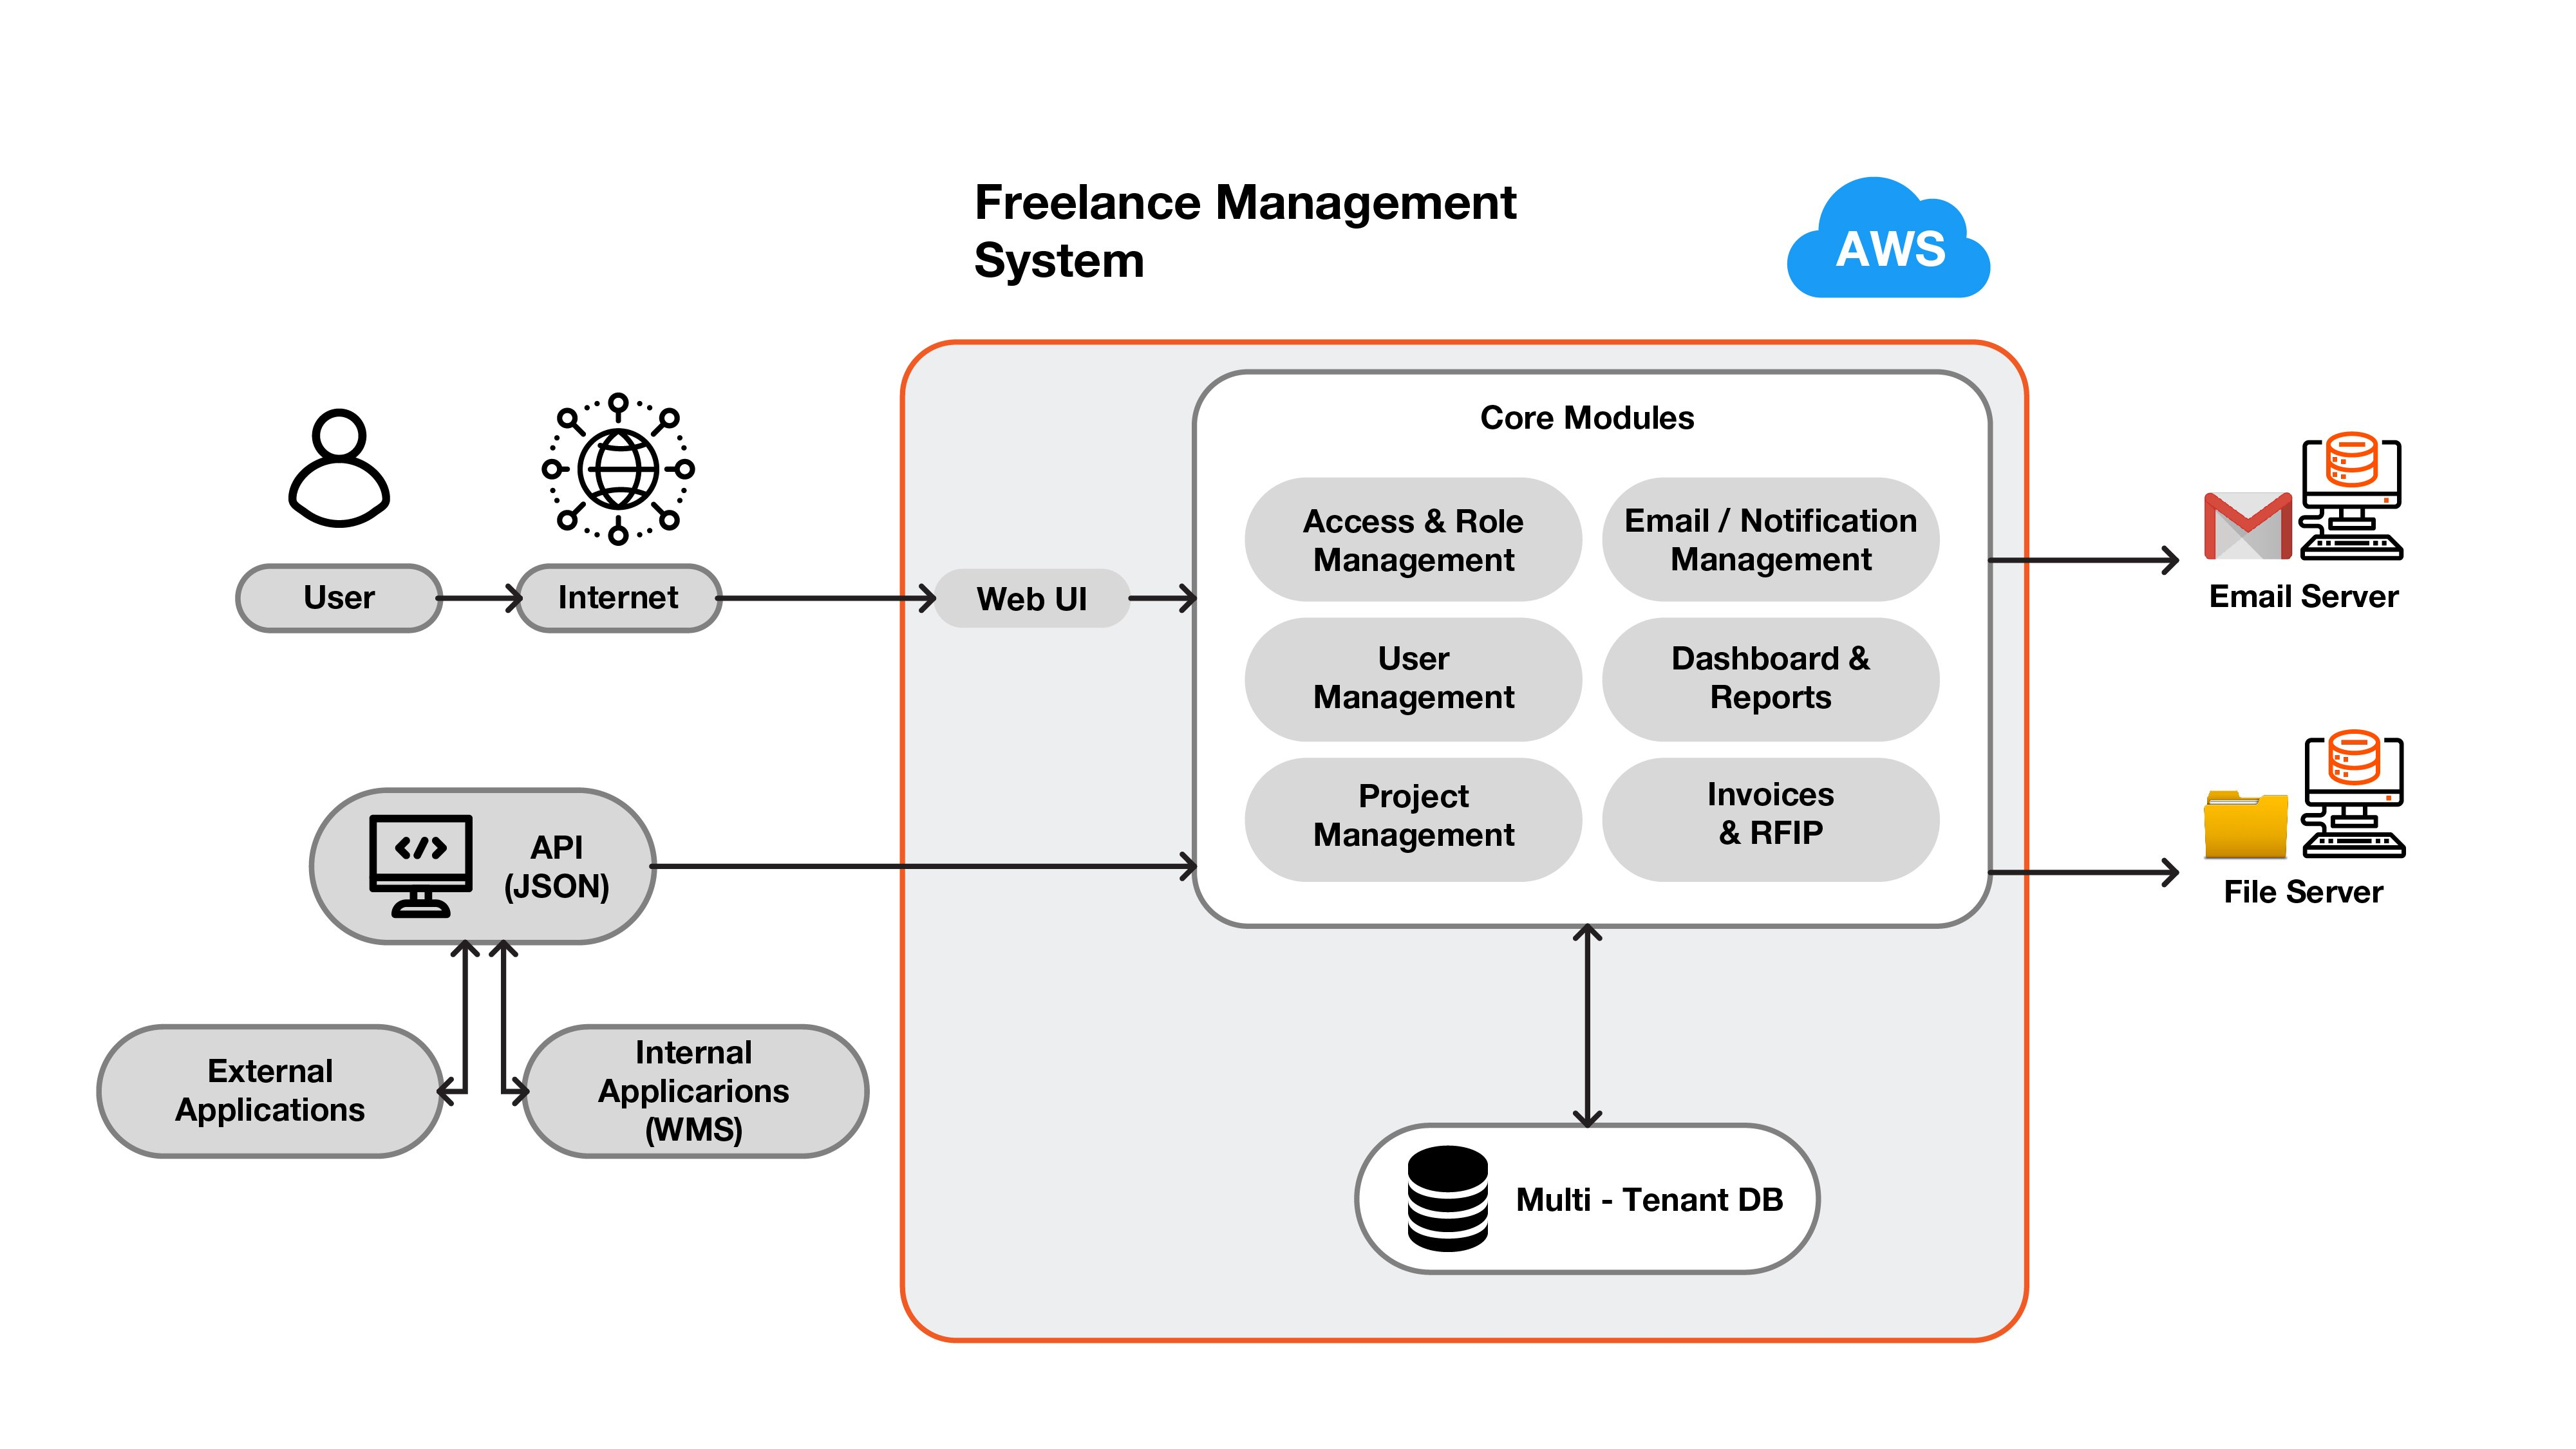 Freelance Management
System
AWS
User
Internet
Web UI
Core Modules
Access & Role
Management
Email / Notification
Management
User
Management
Dashboard &
Reports
Project
Management
Invoices
& RFIP
Email Server
File Server
API
(JSON)
</>
External
Applications
Internal
Applicarions
(WMS)
Multi - Tenant DB